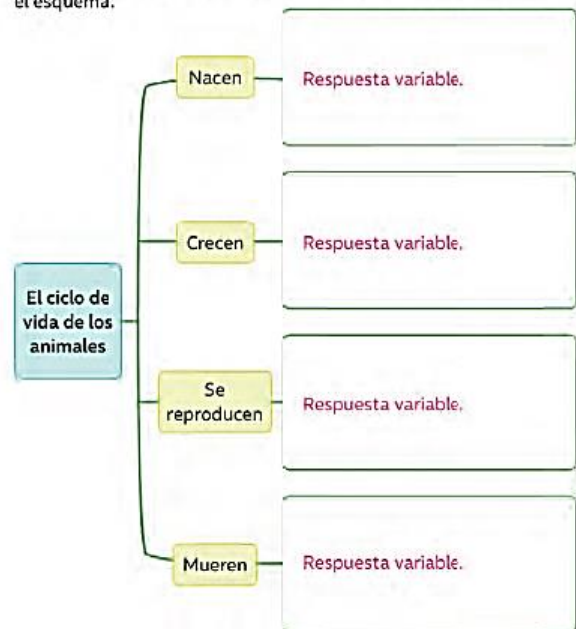 el esquema.
Nacen
Respuesta variable.
Crecen
Respuesta variable.
El ciclo de
vida de los
animales
Se
reproducen
Respuesta variable.
Mueren
Respuesta variable.